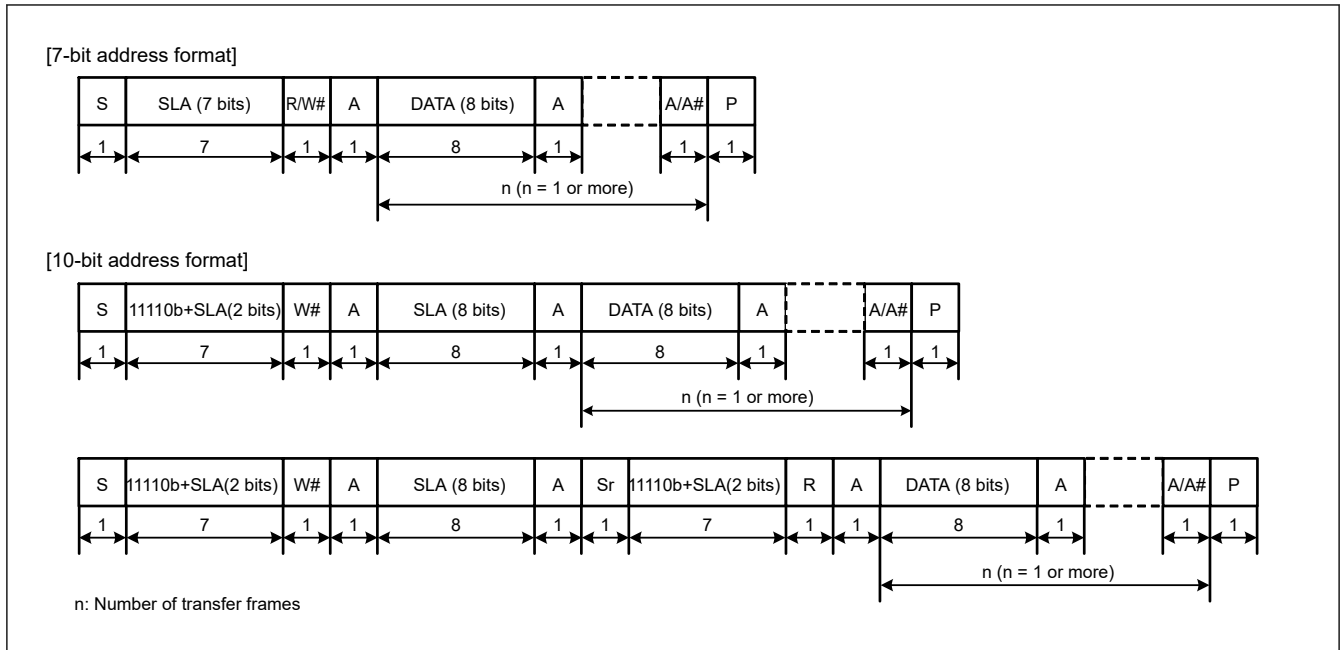 [7-bit address format]
S SLA (7 bits) R/W# A DATA (8 bits) A A/A# P
1 7 1 1 8 1 1 1
n (n = 1 or more)
[10-bit address format]
S 11110b+SLA(2 bits) W# A SLA (8 bits) A DATA (8 bits) A A/A# P
1 7 1 1 8 1 8 1 1 1
n (n = 1 or more)
S 11110b+SLA(2 bits) W# A SLA (8 bits) A Sr 11110b+SLA(2 bits) R A DATA (8 bits) A A/A# P
1 7 1 1 8 1 1 7 1 1 8 1 1 1
n (n = 1 or more)
n: Number of transfer frames